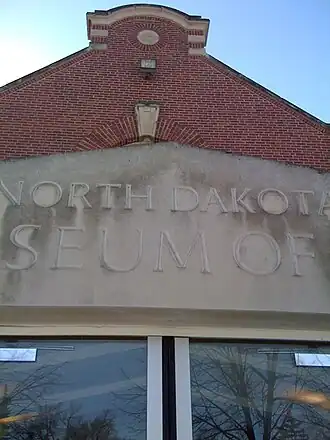 NORTH DAKOTA
SEUM OF